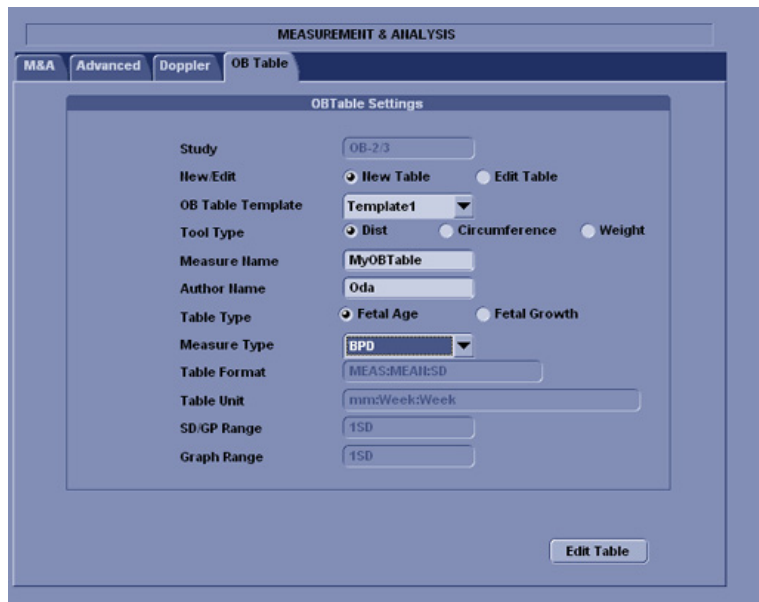 MEASUREMENT & ANALYSIS
M&A Advanced Doppler OB Table
OBTable Settings
Study OB-2/3
New/Edit New Table Edit Table
OB Table Template Template1
Tool Type Dist Circumference Weight
Measure Name MyOBTable
Author Name Oda
Table Type Fetal Age Fetal Growth
Measure Type BPD
Table Format MEAS:MEAN:SD
Table Unit mm:Week:Week
SD/GP Range 1SD
Graph Range 1SD
Edit Table